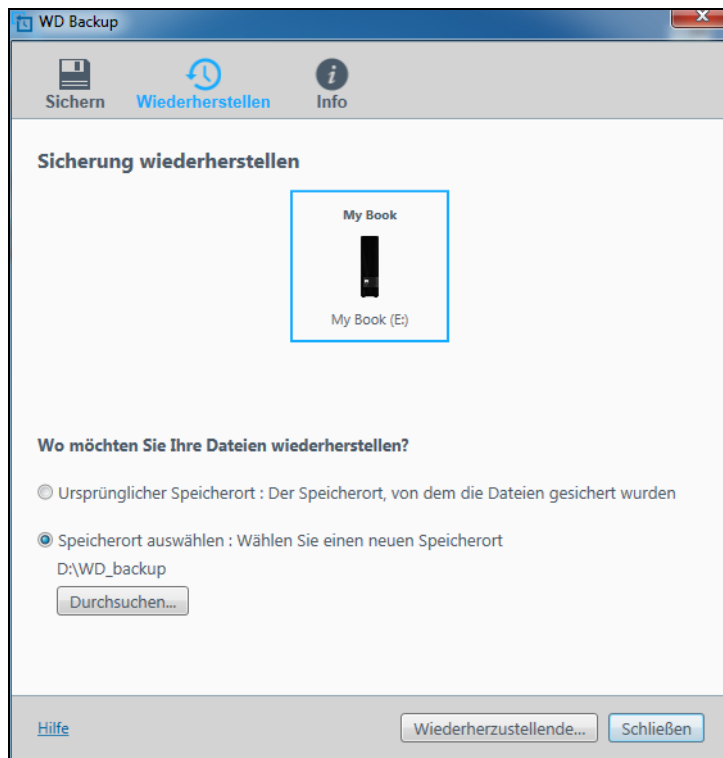 WD Backup
Sichern Wiederherstellen Info
Sicherung wiederherstellen
My Book
My Book (E:)
Wo möchten Sie Ihre Dateien wiederherstellen?
Ursprünglicher Speicherort : Der Speicherort, von dem die Dateien gesichert wurden
Speicherort auswählen : Wählen Sie einen neuen Speicherort
D:\WD_backup
Durchsuchen...
Hilfe Wiederherzustellende... Schließen